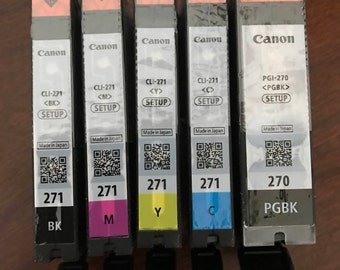 Canon
CLI-271
<BK>
SETUP
Made in Japan
271
BK
Canon
CLI-271
<M>
SETUP
Made in Japan
271
M
Canon
CLI-271
<Y>
SETUP
Made in Japan
271
Y
Canon
CLI-271
<C>
SETUP
Made in Japan
271
C
Canon
PGI-270
<PGBK>
SETUP
Made in Japan
270
PGBK